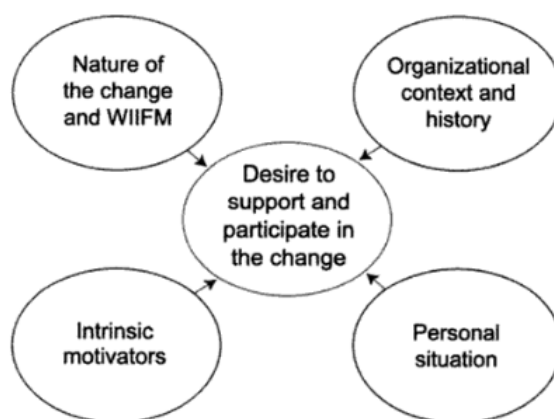 Nature of
the change
and WIIFM
Organizational
context and
history
Desire to
support and
participate in
the change
Intrinsic
motivators
Personal
situation